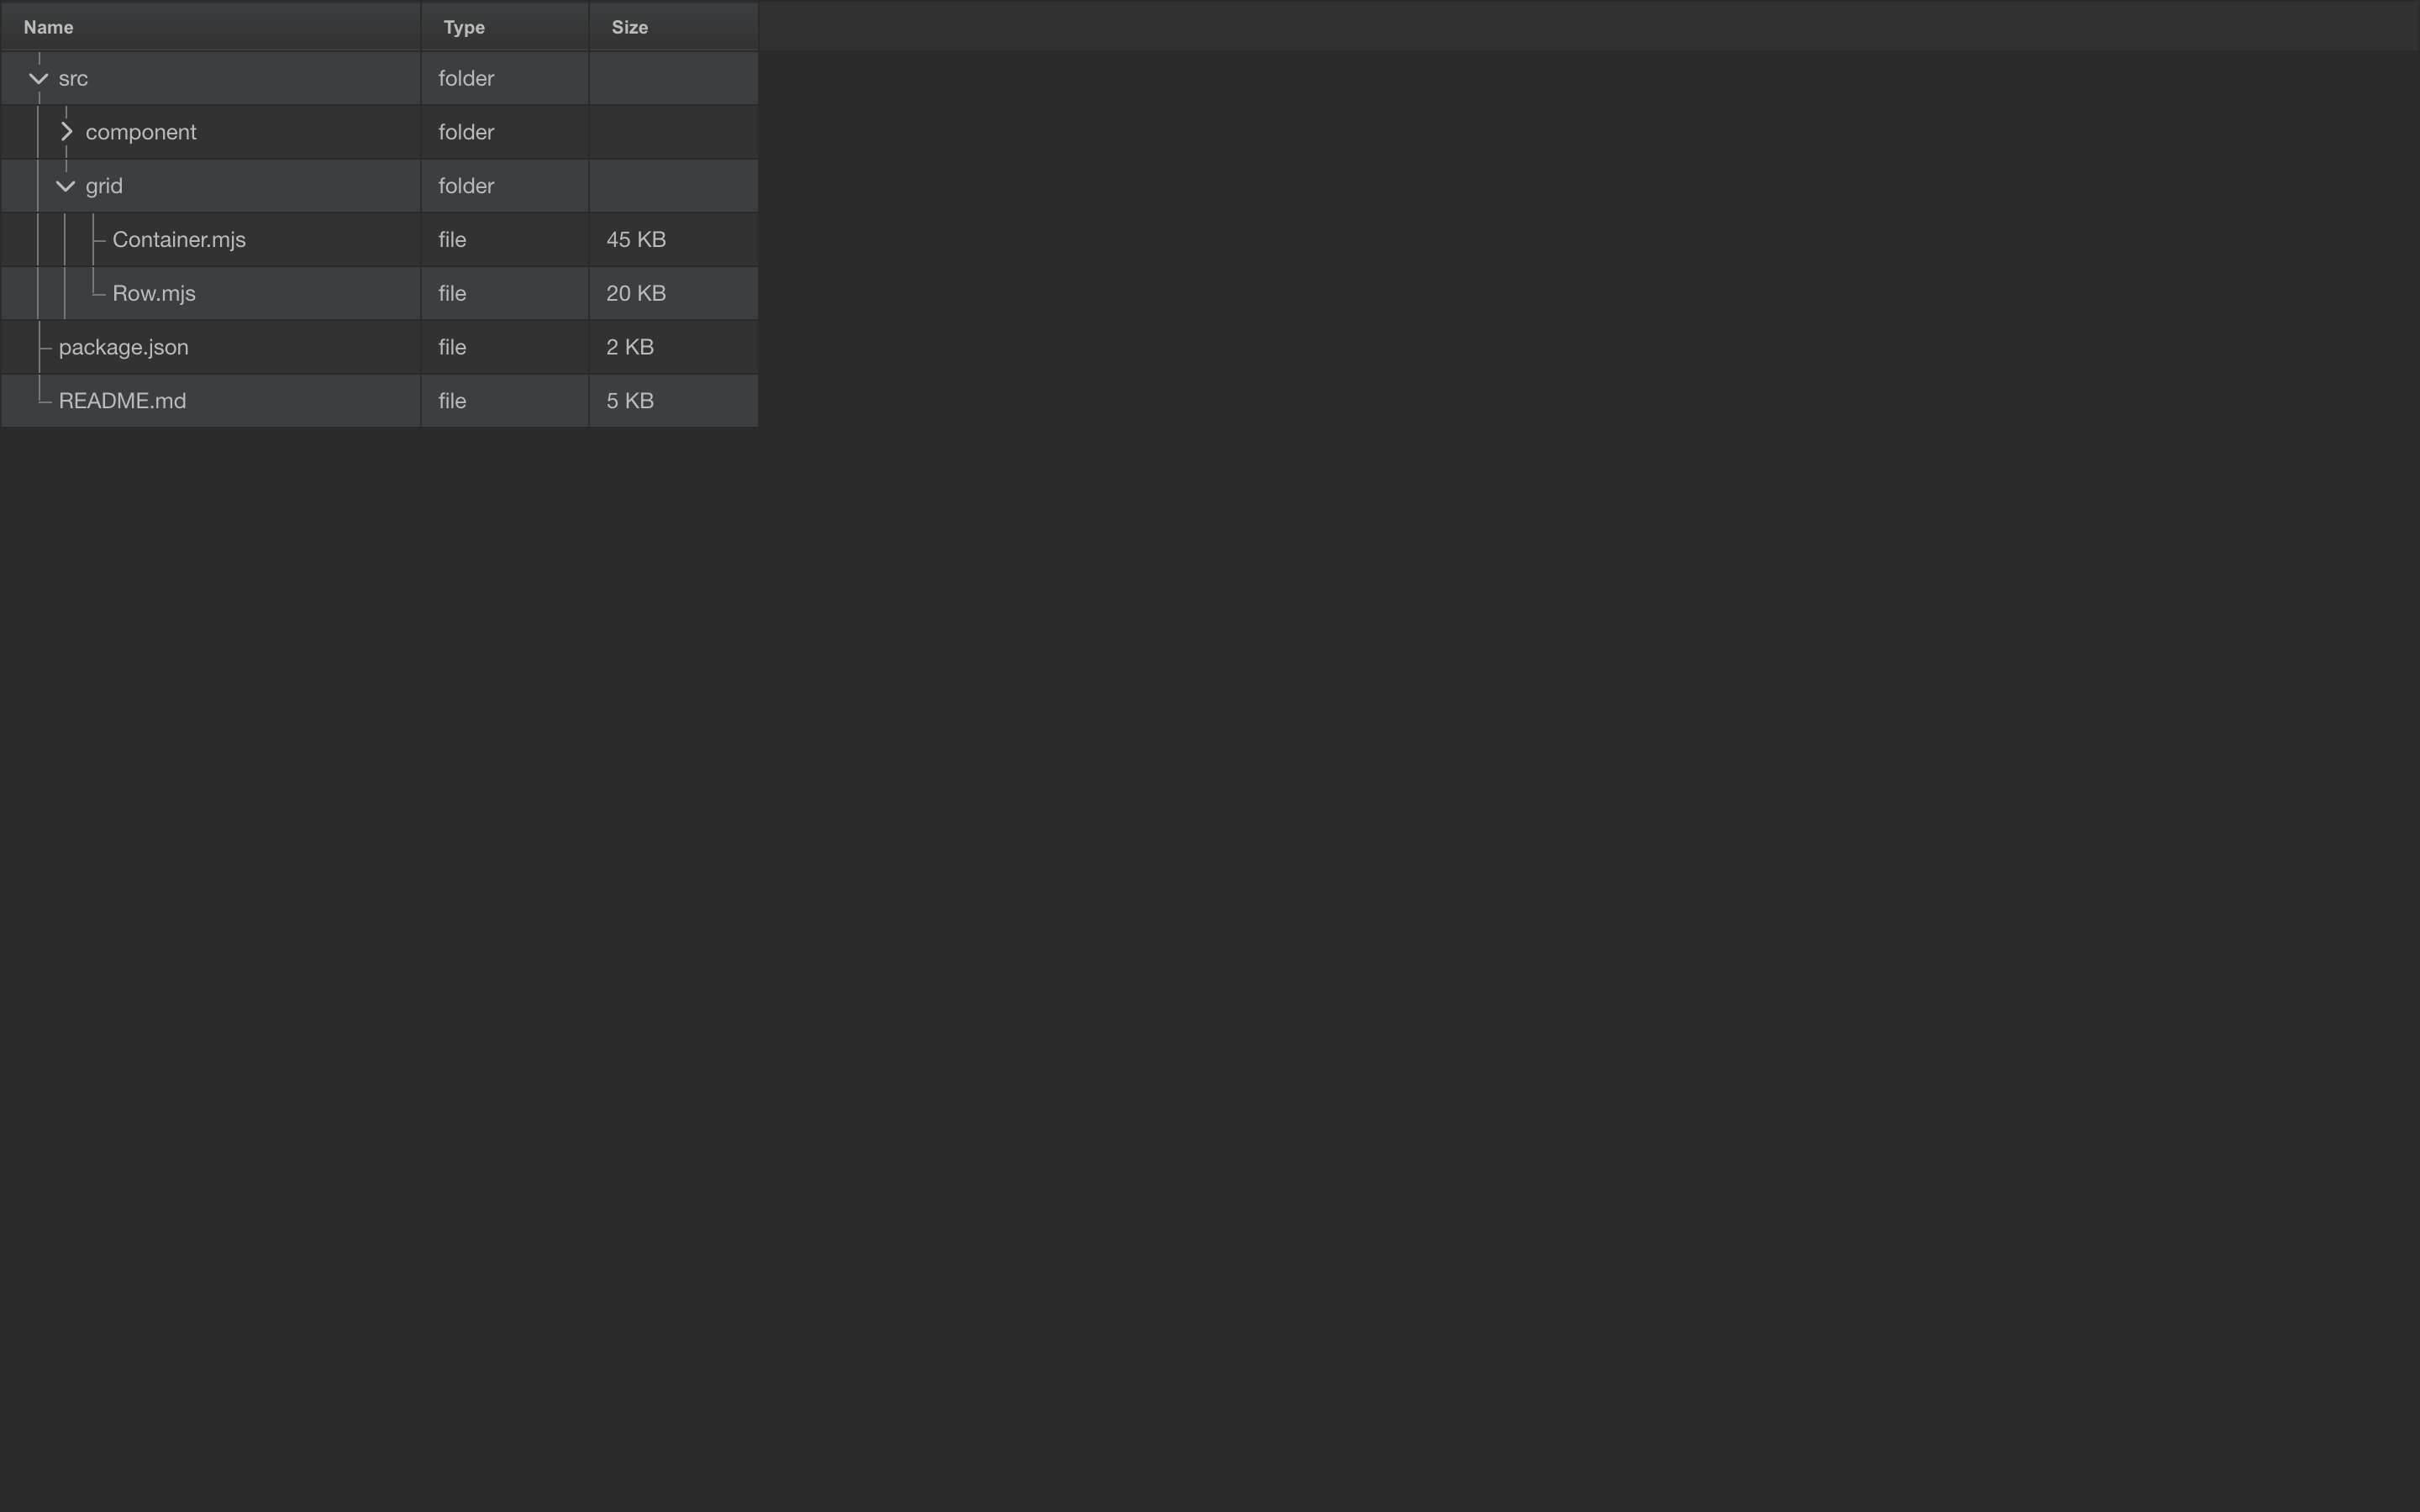 Name Type Size
src folder
component folder
grid folder
Container.mjs file 45 KB
Row.mjs file 20 KB
package.json file 2 KB
README.md file 5 KB